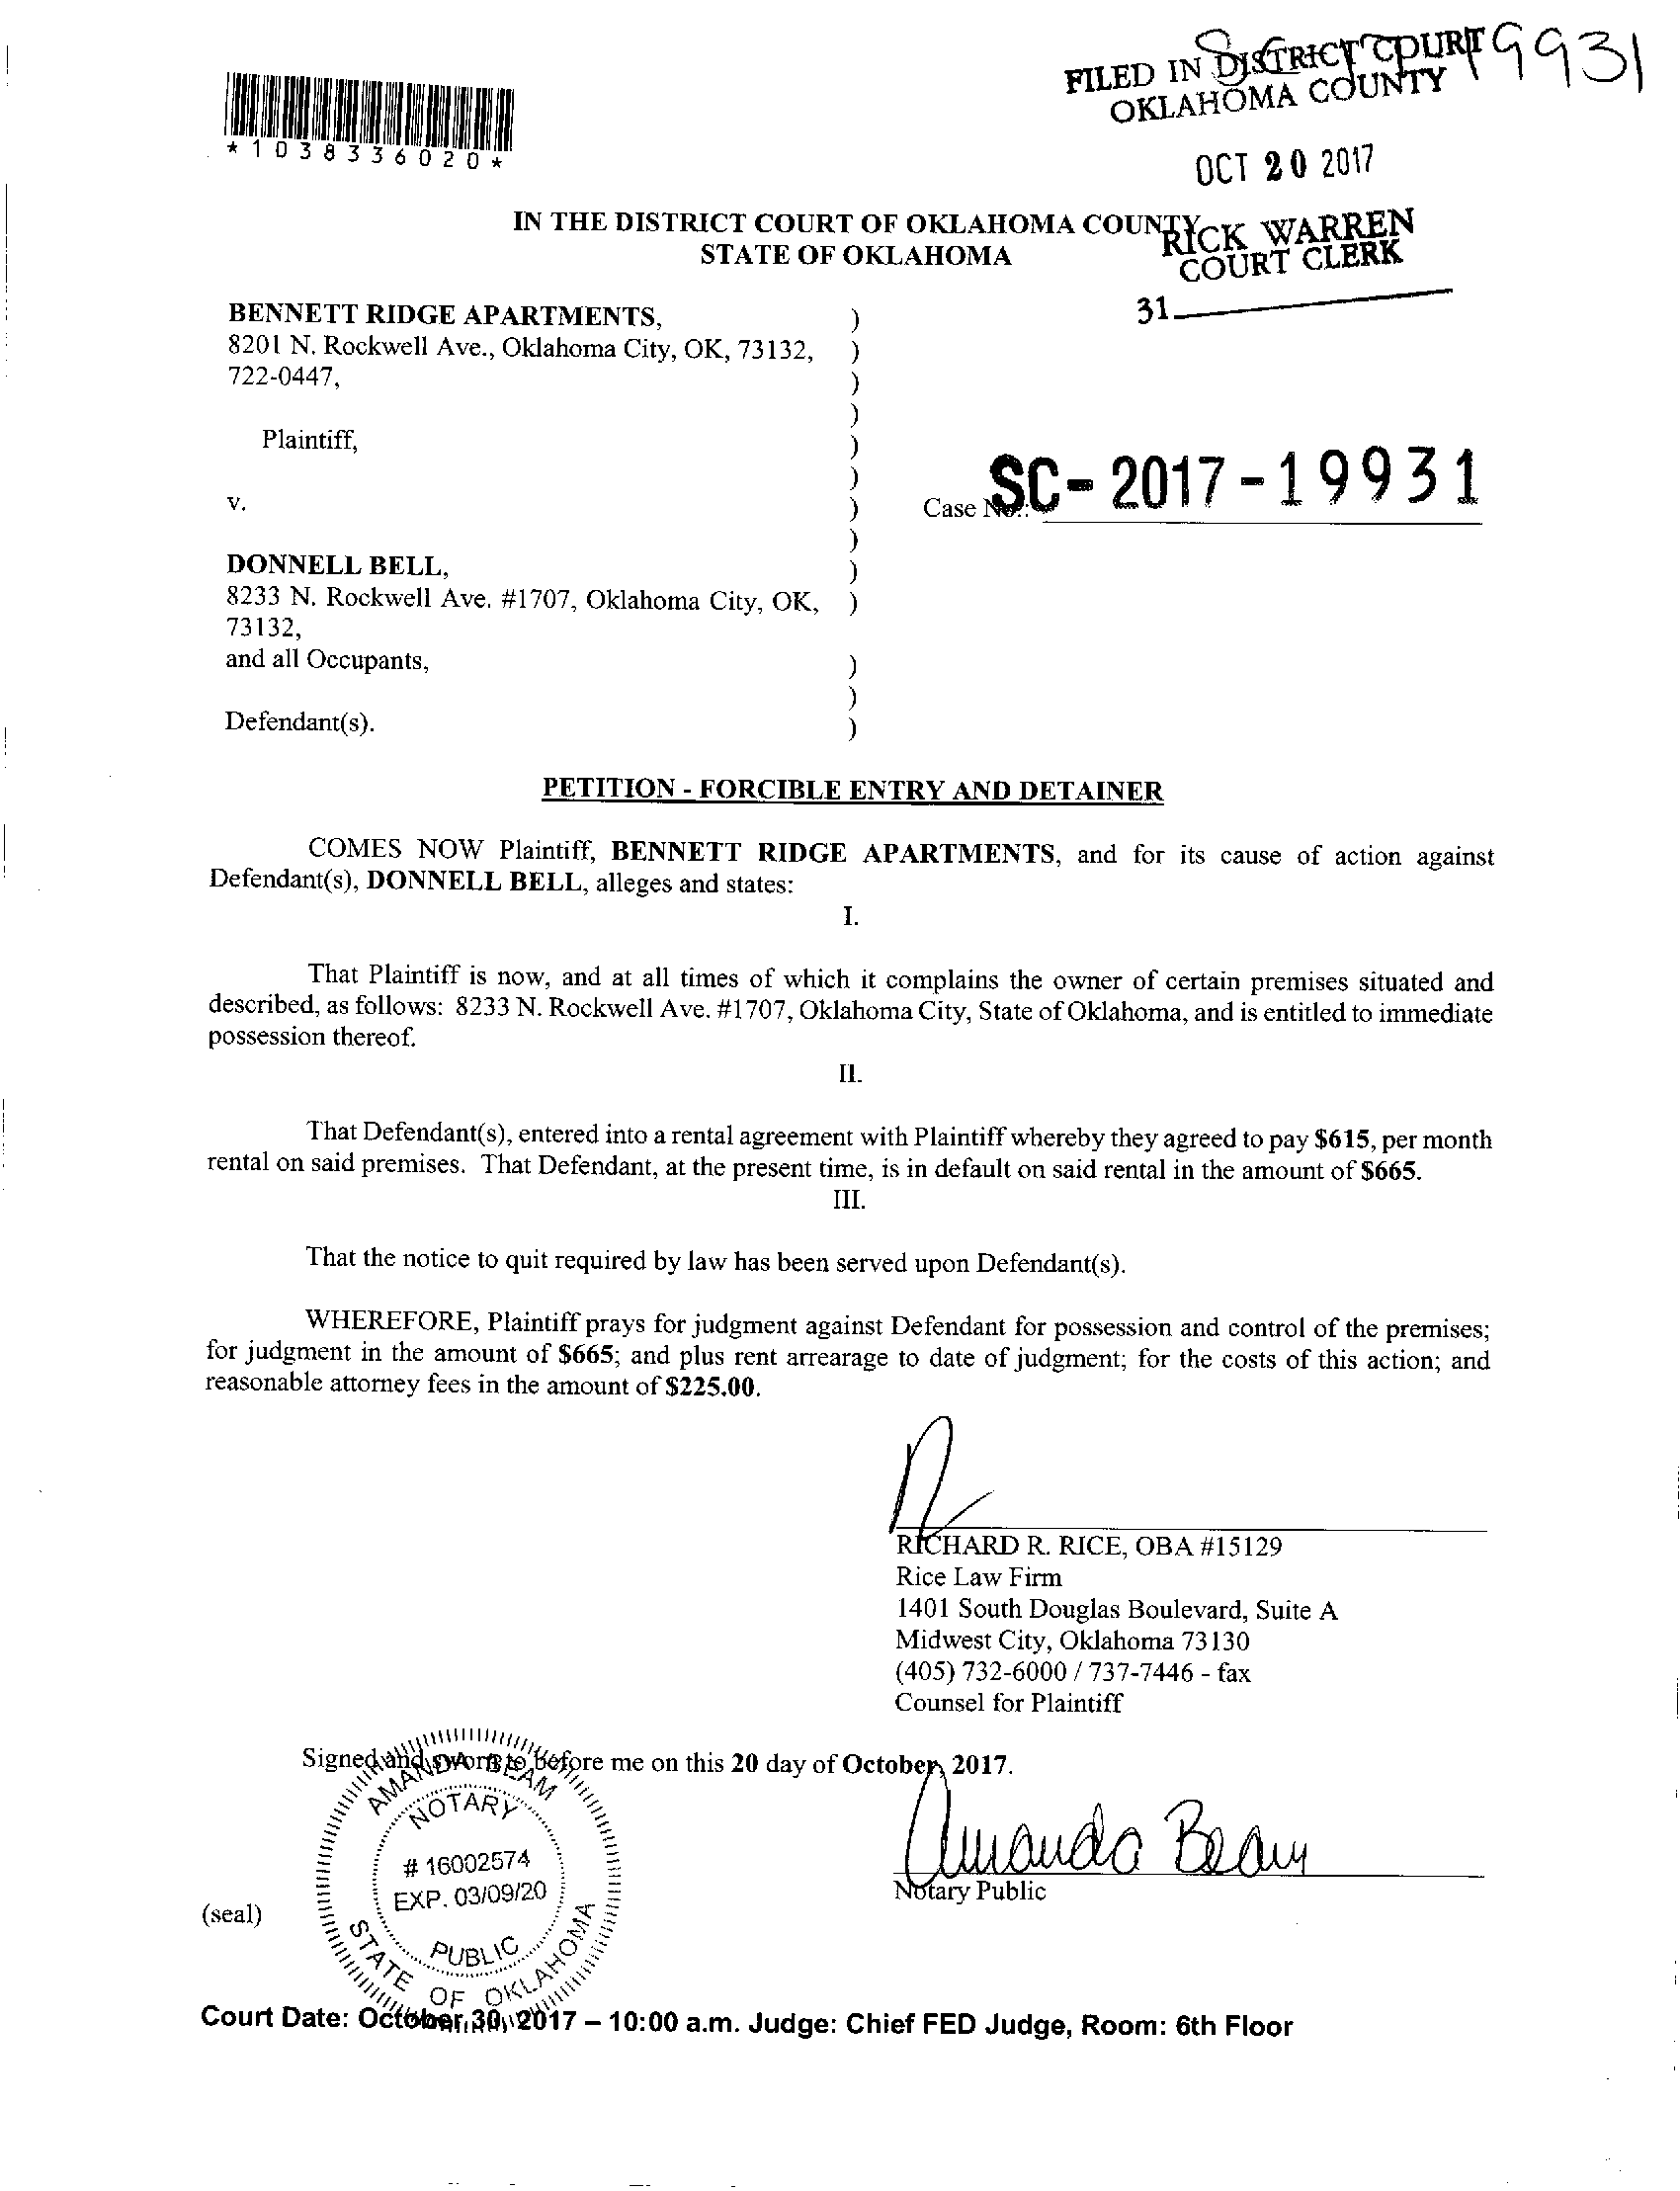 FILED IN DISTRICT COURT
OKLAHOMA COUNTY
19931
*1038336020*
OCT 20 2017
IN THE DISTRICT COURT OF OKLAHOMA COUNTY
STATE OF OKLAHOMA
RICK WARREN
COURT CLERK
31
BENNETT RIDGE APARTMENTS, )
8201 N. Rockwell Ave., Oklahoma City, OK, 73132, )
722-0447, )
)
Plaintiff, )
)
v. ) Case No.: SC-2017-19931
)
DONNELL BELL, )
8233 N. Rockwell Ave. #1707, Oklahoma City, OK, )
73132,
and all Occupants, )
)
Defendant(s). )
PETITION - FORCIBLE ENTRY AND DETAINER
COMES NOW Plaintiff, BENNETT RIDGE APARTMENTS, and for its cause of action against
Defendant(s), DONNELL BELL, alleges and states:
I.
That Plaintiff is now, and at all times of which it complains the owner of certain premises situated and
described, as follows: 8233 N. Rockwell Ave. #1707, Oklahoma City, State of Oklahoma, and is entitled to immediate
possession thereof.
II.
That Defendant(s), entered into a rental agreement with Plaintiff whereby they agreed to pay $615, per month
rental on said premises. That Defendant, at the present time, is in default on said rental in the amount of $665.
III.
That the notice to quit required by law has been served upon Defendant(s).
WHEREFORE, Plaintiff prays for judgment against Defendant for possession and control of the premises;
for judgment in the amount of $665; and plus rent arrearage to date of judgment; for the costs of this action; and
reasonable attorney fees in the amount of $225.00.
RICHARD R. RICE, OBA #15129
Rice Law Firm
1401 South Douglas Boulevard, Suite A
Midwest City, Oklahoma 73130
(405) 732-6000 / 737-7446 - fax
Counsel for Plaintiff
Signed and sworn to before me on this 20 day of October, 2017.
AMANDA BEAM
NOTARY
# 16002574
EXP. 03/09/20
PUBLIC
STATE OF OKLAHOMA
Amanda Beam
Notary Public
(seal)
Court Date: October 30, 2017 – 10:00 a.m. Judge: Chief FED Judge, Room: 6th Floor